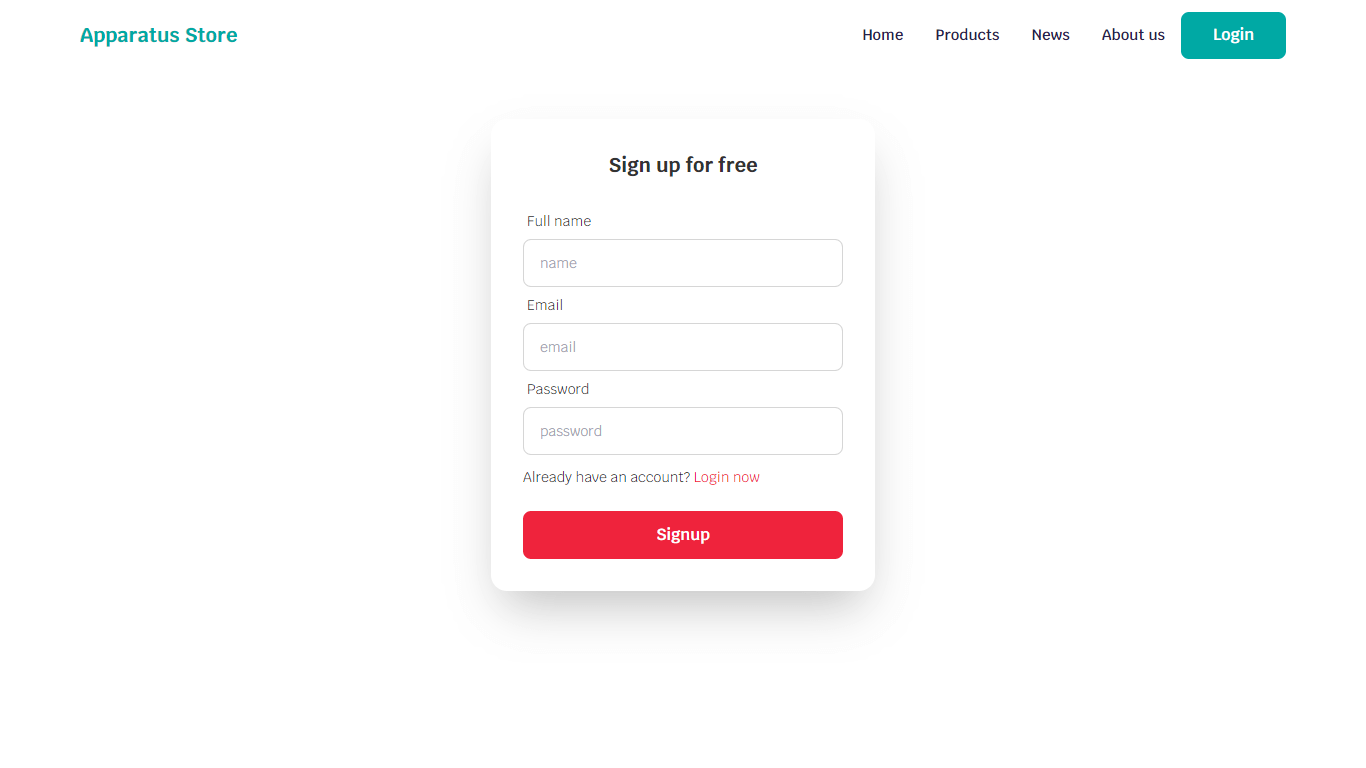 Apparatus Store
Home Products News About us Login
Sign up for free
Full name
name
Email
email
Password
password
Already have an account? Login now
Signup